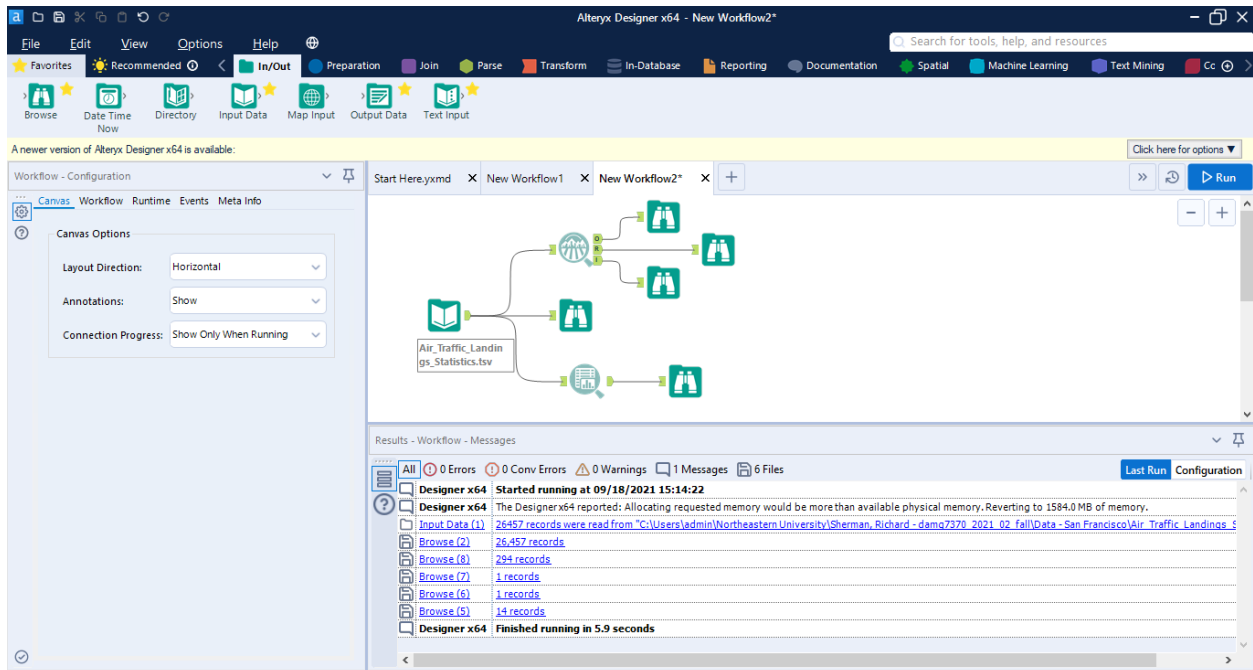 Alteryx Designer x64 - New Workflow2*
File Edit View Options Help
Search for tools, help, and resources
Favorites Recommended In/Out Preparation Join Parse Transform In-Database Reporting Documentation Spatial Machine Learning Text Mining Cc
Browse Date Time Now Directory Input Data Map Input Output Data Text Input
A newer version of Alteryx Designer x64 is available:
Click here for options ▼
Workflow - Configuration
Start Here.yxmd X New Workflow1 X New Workflow2* X +
Run
Canvas Workflow Runtime Events Meta Info
Canvas Options
Layout Direction: Horizontal
Annotations: Show
Connection Progress: Show Only When Running
O
R
I
Air_Traffic_Landin
gs_Statistics.tsv
Results - Workflow - Messages
All 0 Errors 0 Conv Errors 0 Warnings 1 Messages 6 Files
Last Run Configuration
Designer x64 Started running at 09/18/2021 15:14:22
Designer x64 The Designerx64 reported: Allocating requested memory would be more than available physical memory. Reverting to 1584.0 MB of memory.
Input Data (1) 26457 records were read from "C:\Users\admin\Northeastern University\Sherman, Richard - damg7370_2021_02_fall\Data - San Francisco\Air_Traffic_Landings_S
Browse (2) 26,457 records
Browse (8) 294 records
Browse (7) 1 records
Browse (6) 1 records
Browse (5) 14 records
Designer x64 Finished running in 5.9 seconds